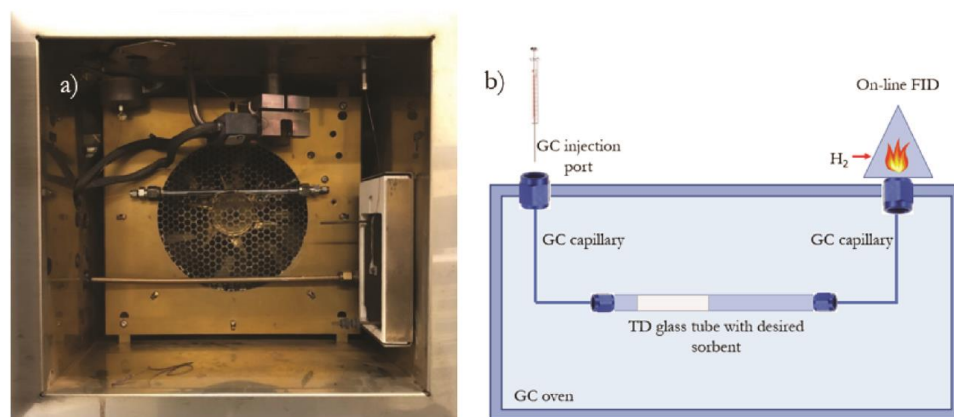 a)
b)
On-line FID
GC injection
port
H₂
GC capillary
GC capillary
TD glass tube with desired
sorbent
GC oven